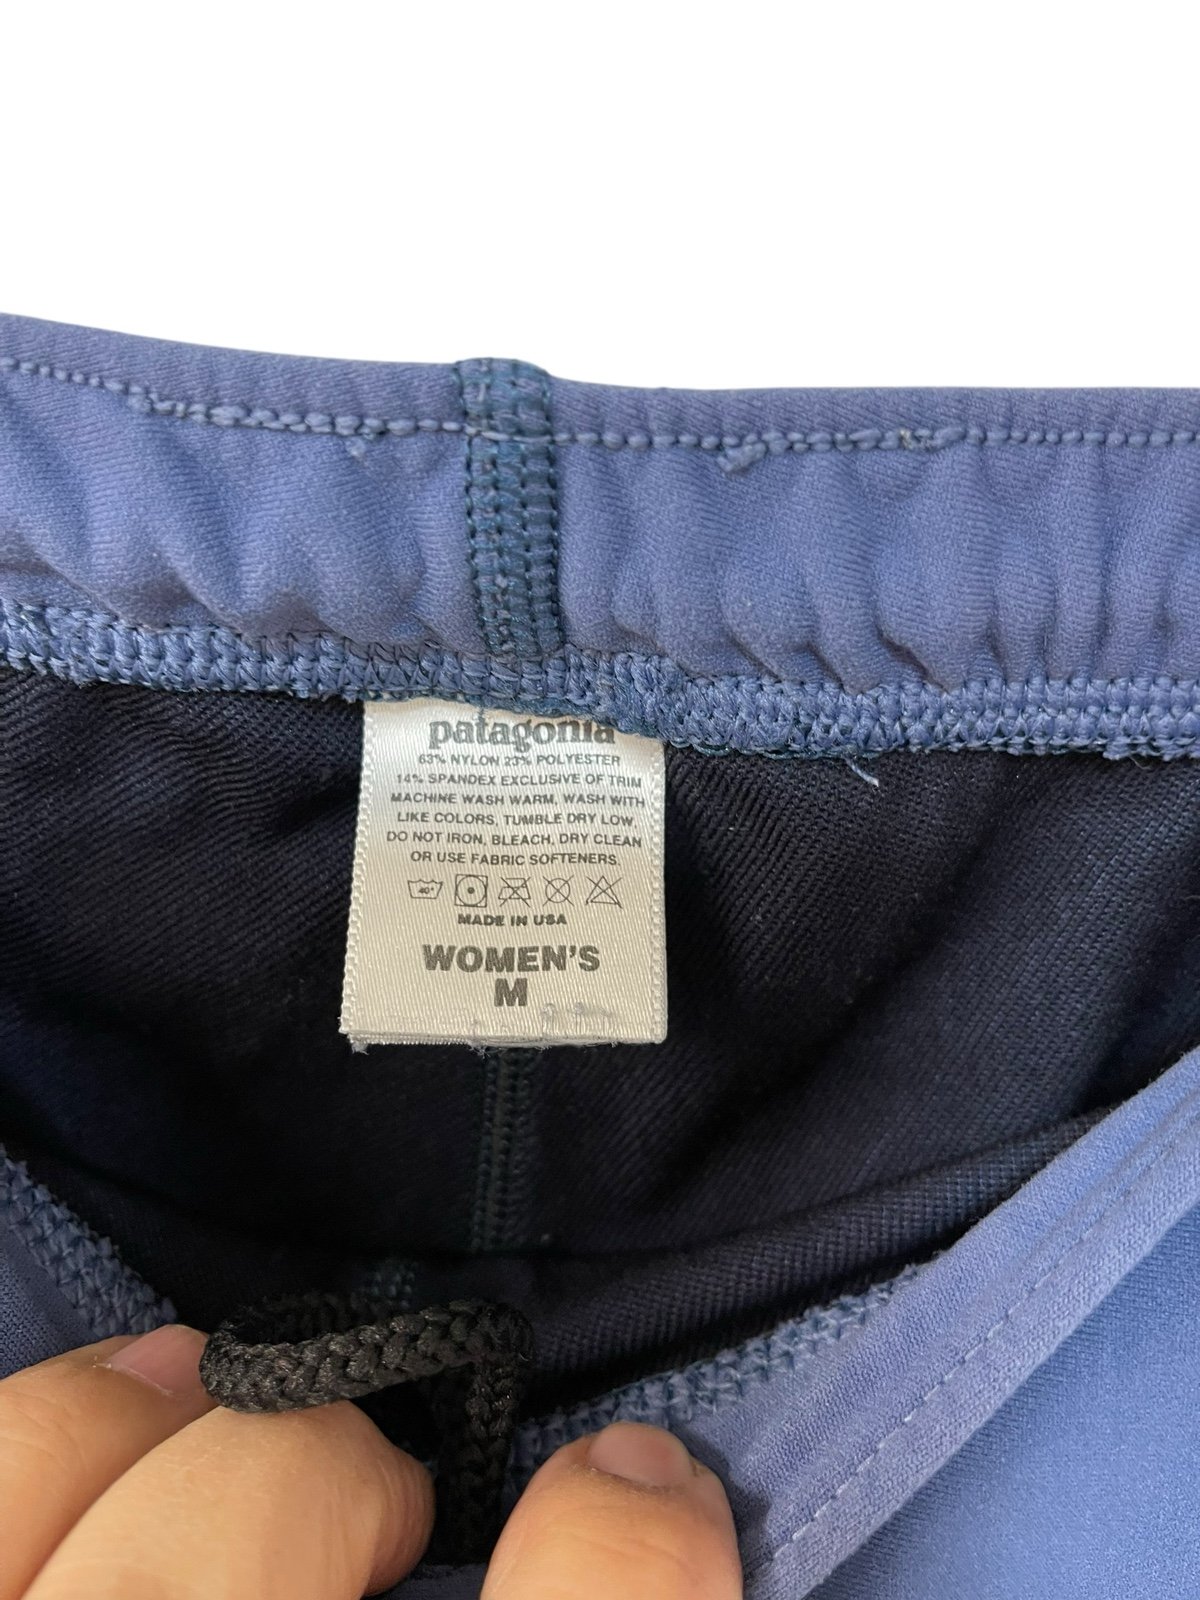 patagonia
63% NYLON 23% POLYESTER
14% SPANDEX EXCLUSIVE OF TRIM
MACHINE WASH WARM, WASH WITH
LIKE COLORS, TUMBLE DRY LOW,
DO NOT IRON, BLEACH, DRY CLEAN
OR USE FABRIC SOFTENERS.
40°
MADE IN USA
WOMEN'S
M